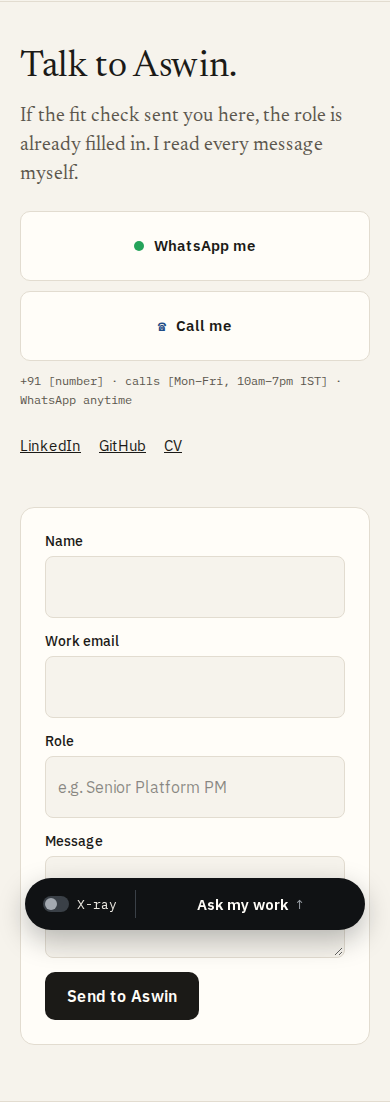 Talk to Aswin.
If the fit check sent you here, the role is
already filled in. I read every message
myself.
WhatsApp me
☎ Call me
+91 [number] · calls [Mon–Fri, 10am–7pm IST] ·
WhatsApp anytime
LinkedIn GitHub CV
Name
Work email
Role
e.g. Senior Platform PM
Message
X-ray Ask my work ↑
Send to Aswin